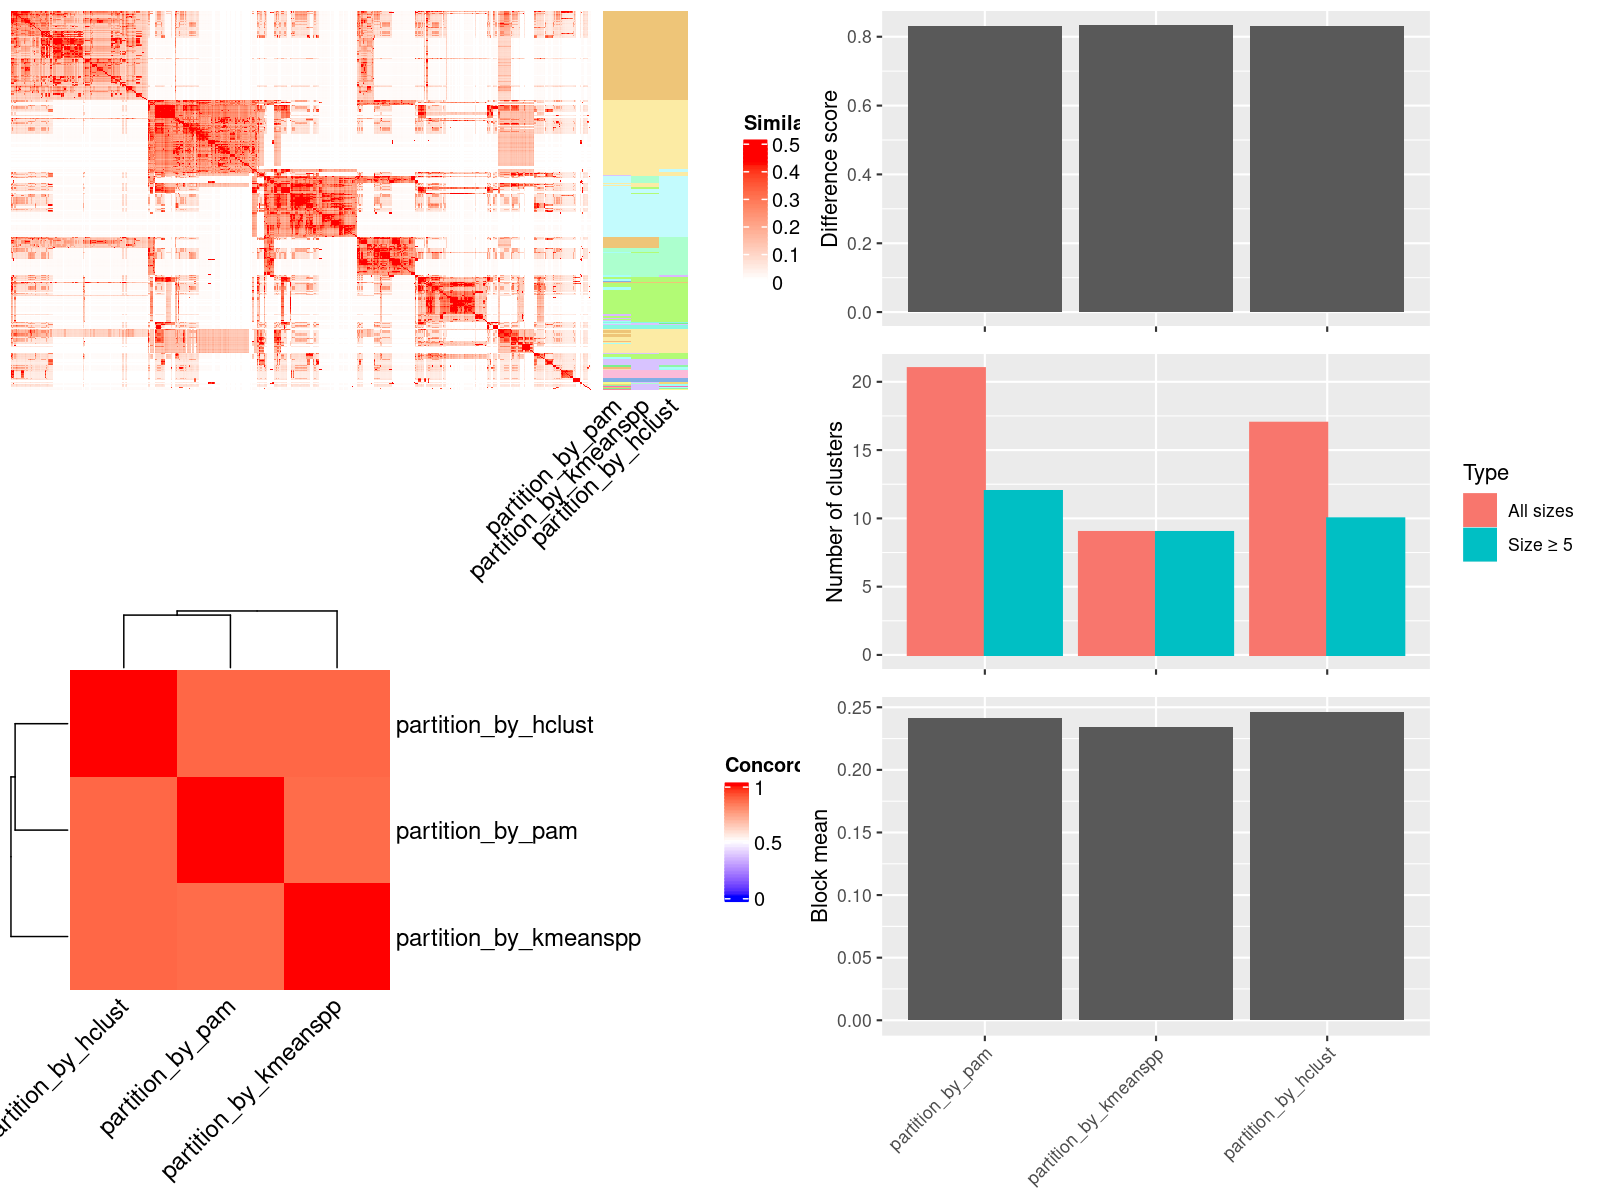 Simila
0.5
0.4
0.3
0.2
0.1
0
partition_by_pam
partition_by_kmeanspp
partition_by_hclust
partition_by_hclust
partition_by_pam
partition_by_kmeanspp
Concord
1
0.5
0
artition_by_hclust
partition_by_pam
partition_by_kmeanspp
Difference score
0.8
0.6
0.4
0.2
0.0
Number of clusters
20
15
10
5
0
Type
All sizes
Size ≥ 5
Block mean
0.25
0.20
0.15
0.10
0.05
0.00
partition_by_pam
partition_by_kmeanspp
partition_by_hclust